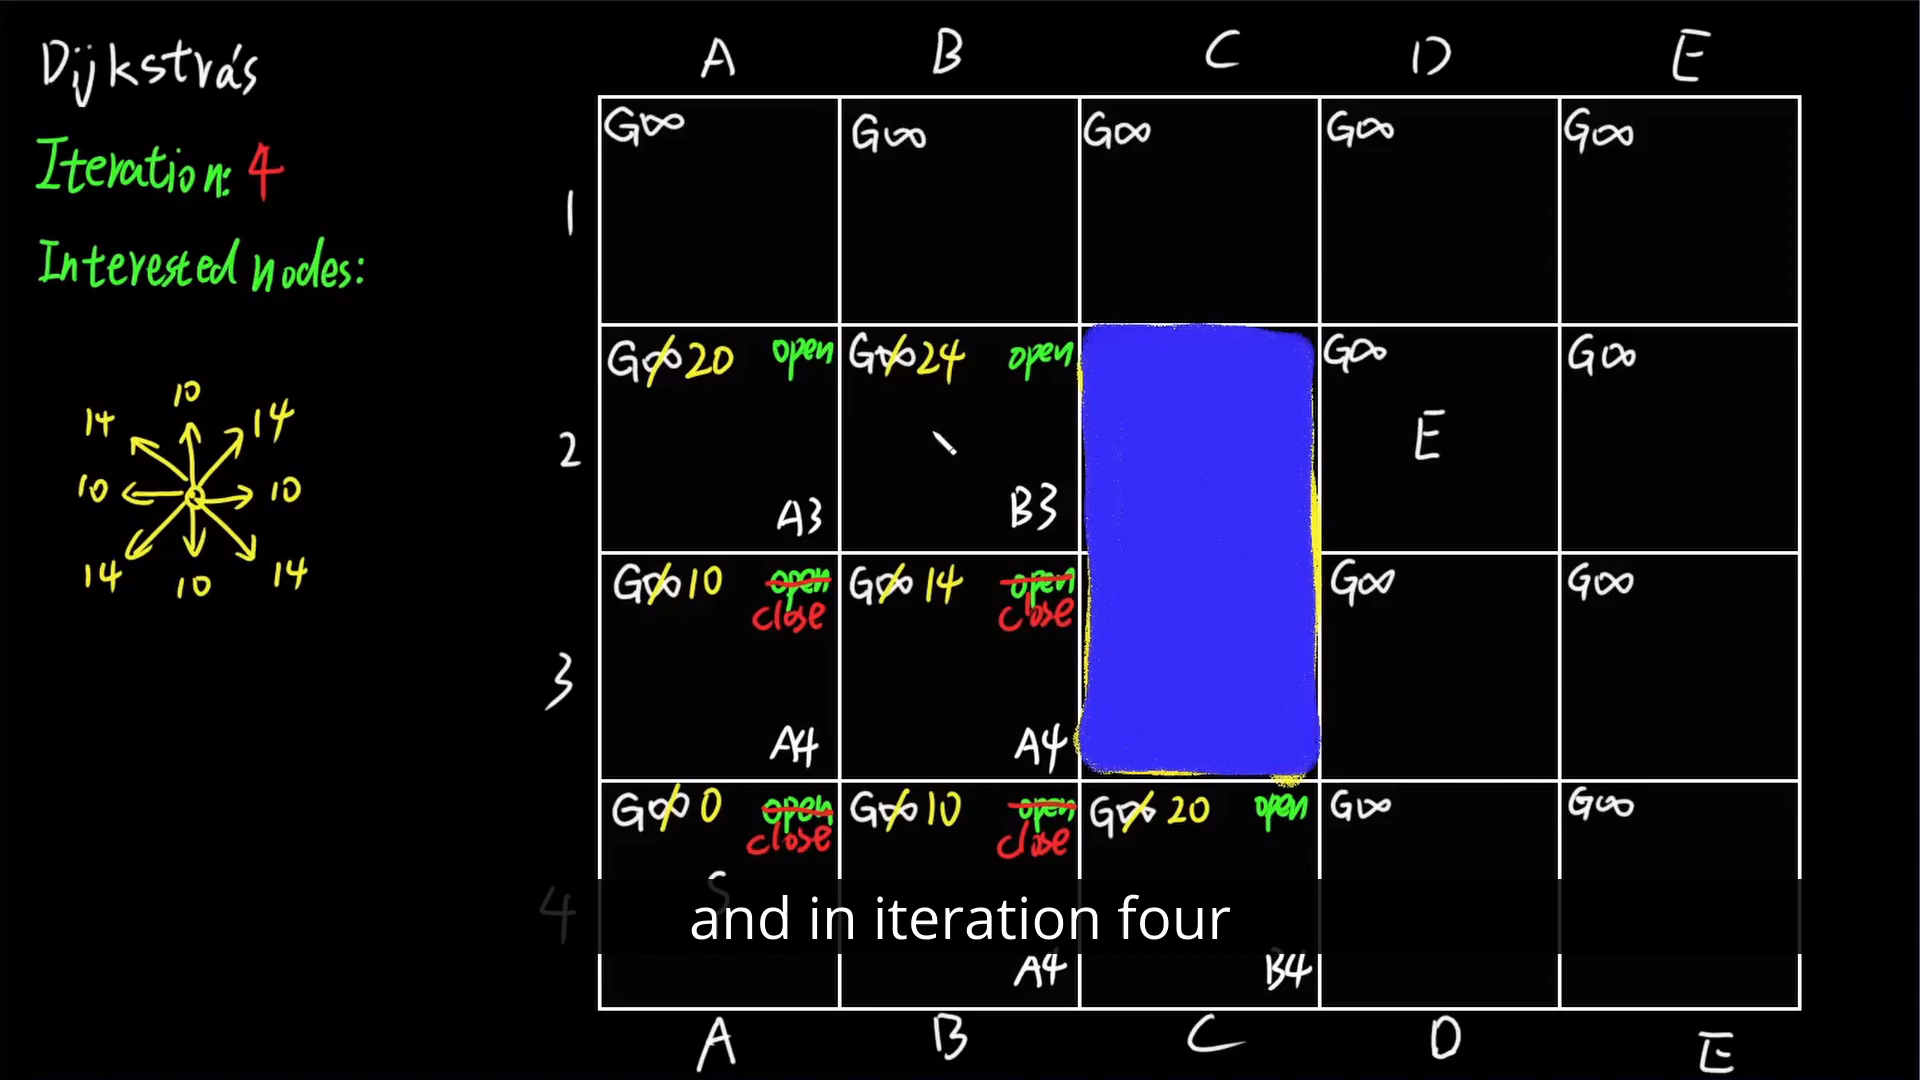 Dijkstra's
Iteration: 4
Interested nodes:
10
14
14
10
10
14
10
14
A B C D E
1
G∞ G∞ G∞ G∞ G∞
2
G∞ 20 open G∞ 24 open G∞ G∞
E
A3 B3
3
G∞ 10 open G∞ 14 open G∞ G∞
close close
A4 A4
4
G∞ 0 open G∞ 10 open G∞ 20 open G∞ G∞
close close
S
and in iteration four
A4 B4
A B C D E